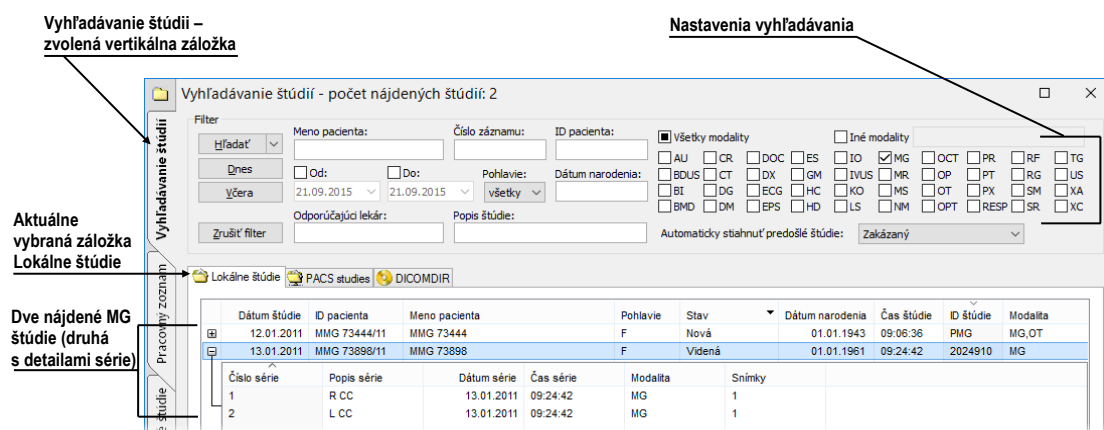 Vyhľadávanie štúdii –
zvolená vertikálna záložka
Nastavenia vyhľadávania
Vyhľadávanie štúdií - počet nájdených štúdií: 2
Vyhľadávanie štúdií
Pracovný zoznam
štúdie
Filter
Hľadať
Dnes
Včera
Zrušiť filter
Meno pacienta:
Číslo záznamu:
ID pacienta:
Od:
Do:
Pohlavie:
Dátum narodenia:
21.09.2015
21.09.2015
všetky
Odporúčajúci lekár:
Popis štúdie:
Všetky modality
Iné modality
AU CR DOC ES IO MG OCT PR RF TG
BDUS CT DX GM IVUS MR OP PT RG US
BI DG ECG HC KO MS OT PX SM XA
BMD DM EPS HD LS NM OPT RESP SR XC
Automaticky stiahnuť predošlé štúdie: Zakázaný
Aktuálne
vybraná záložka
Lokálne štúdie
Lokálne štúdie PACS studies DICOMDIR
Dve nájdené MG
štúdie (druhá
s detailami série)
Dátum štúdie ID pacienta Meno pacienta Pohlavie Stav Dátum narodenia Čas štúdie ID štúdie Modalita
12.01.2011 MMG 73444/11 MMG 73444 F Nová 01.01.1943 09:06:36 PMG MG,OT
13.01.2011 MMG 73898/11 MMG 73898 F Videná 01.01.1961 09:24:42 2024910 MG
Číslo série Popis série Dátum série Čas série Modalita Snímky
1 R CC 13.01.2011 09:24:42 MG 1
2 L CC 13.01.2011 09:24:42 MG 1